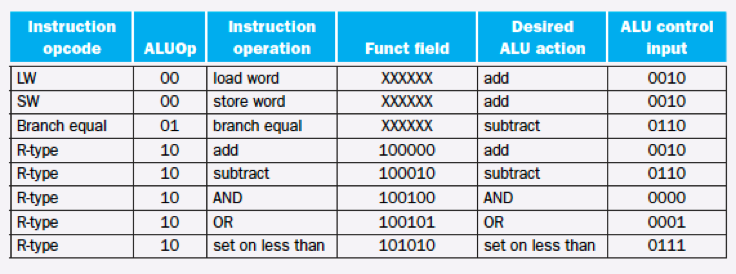 Instruction opcode ALUOp Instruction operation Funct field Desired ALU action ALU control input
LW 00 load word XXXXXX add 0010
SW 00 store word XXXXXX add 0010
Branch equal 01 branch equal XXXXXX subtract 0110
R-type 10 add 100000 add 0010
R-type 10 subtract 100010 subtract 0110
R-type 10 AND 100100 AND 0000
R-type 10 OR 100101 OR 0001
R-type 10 set on less than 101010 set on less than 0111